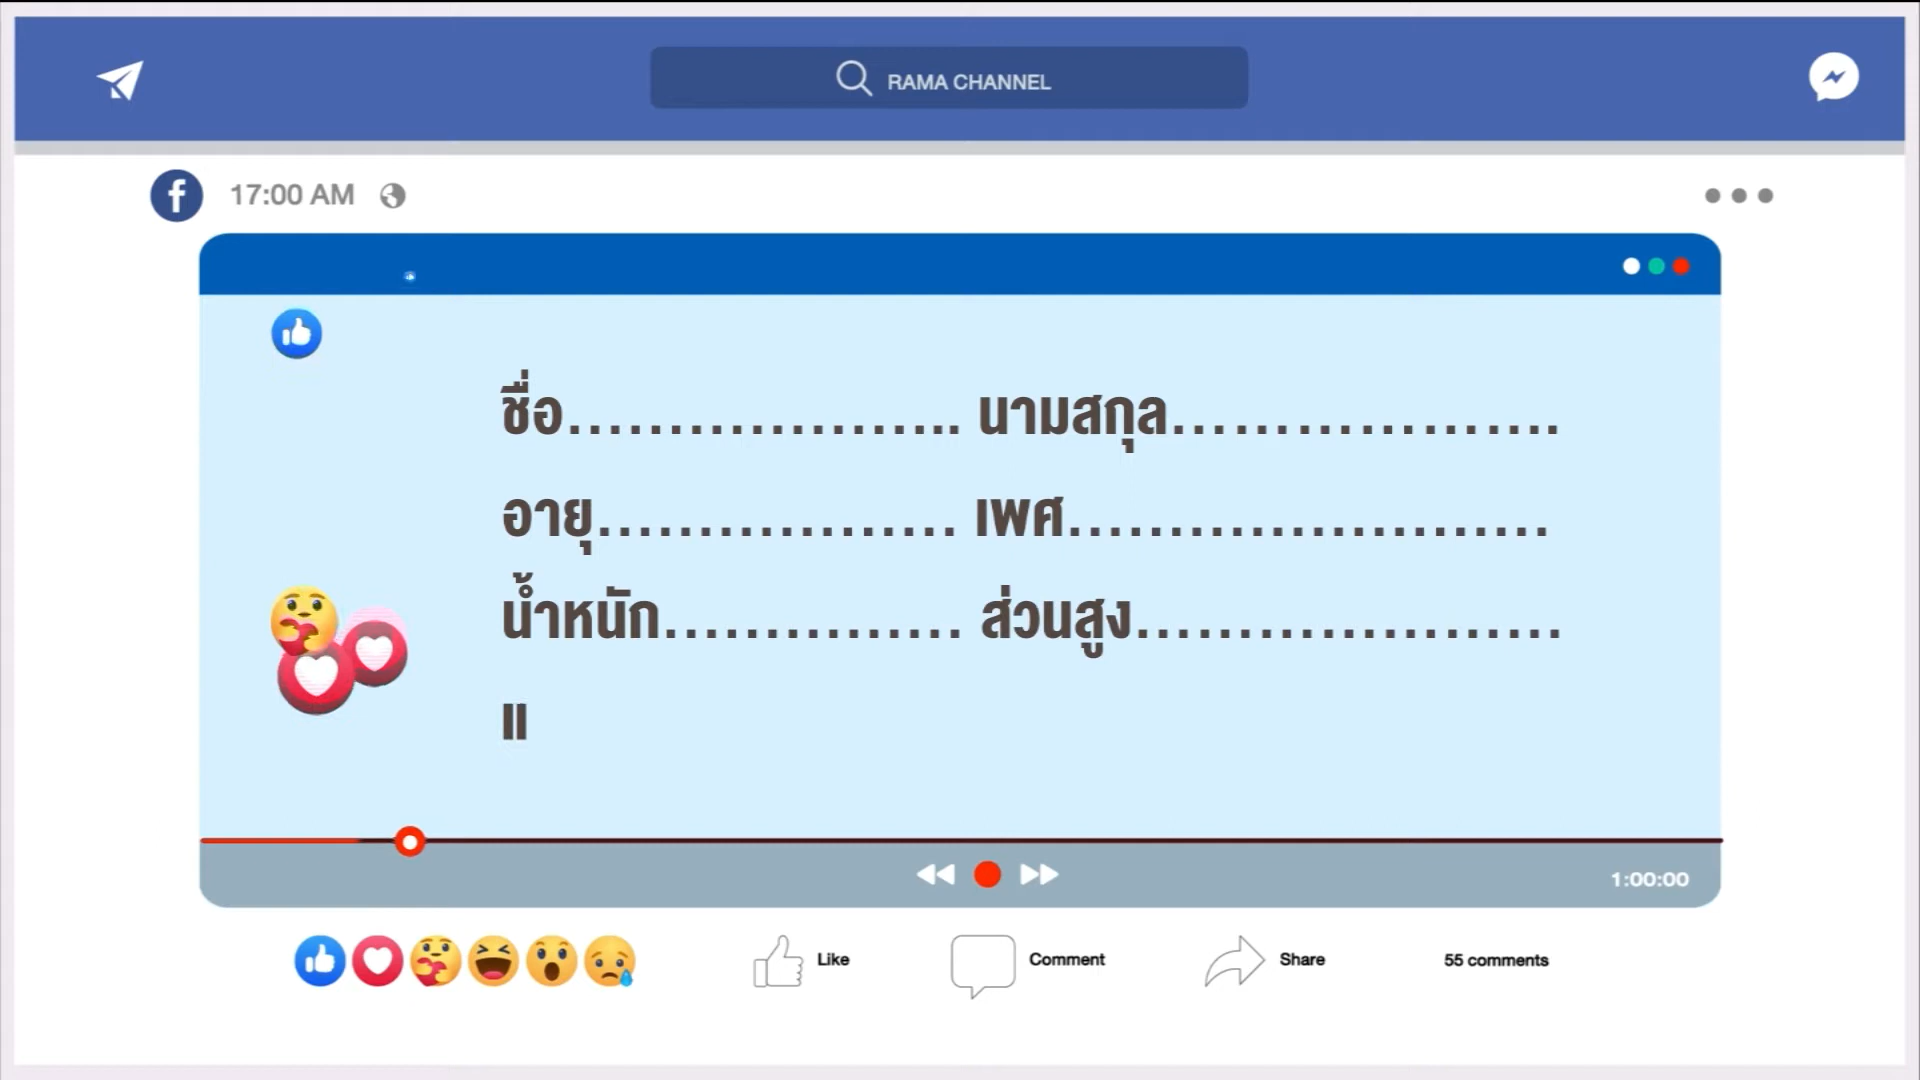 RAMA CHANNEL
17:00 AM
ชื่อ.................... นามสกุล...................
อายุ.................. เพศ........................
น้ำหนัก............... ส่วนสูง.....................
แ
1:00:00
Like Comment Share 55 comments